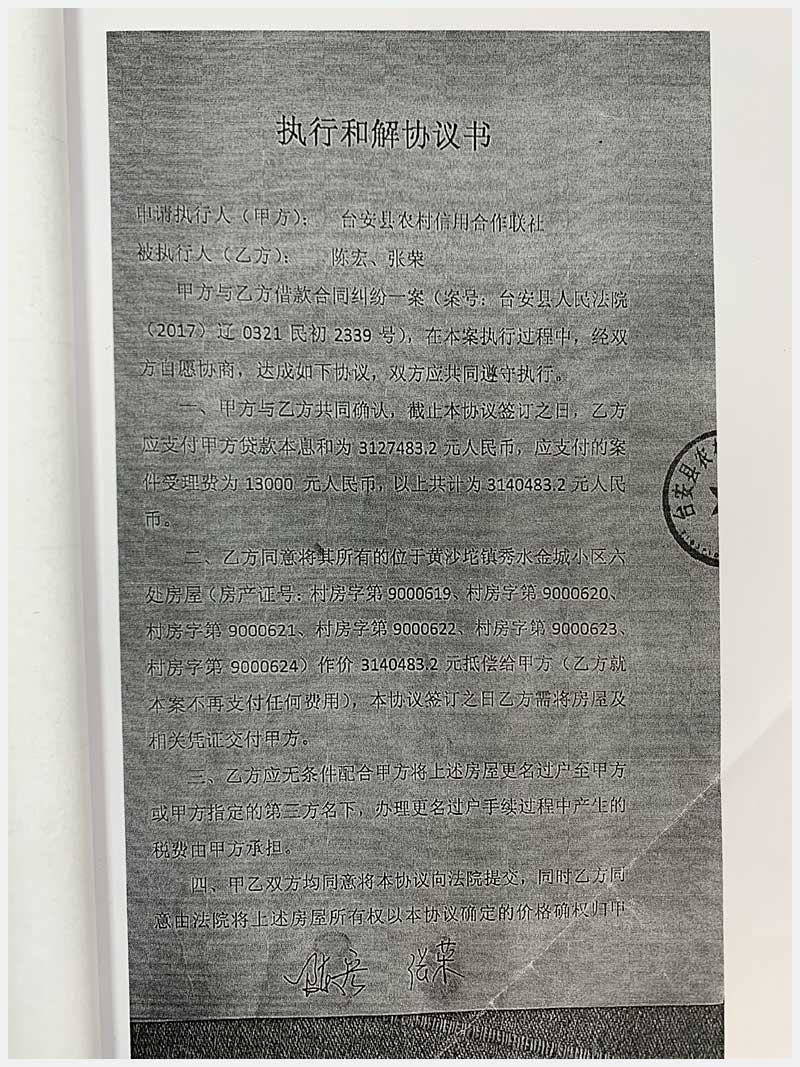 执行和解协议书
申请执行人（甲方）： 台安县农村信用合作联社
被执行人（乙方）： 陈宏、张荣
甲方与乙方借款合同纠纷一案（案号：台安县人民法院
（2017）辽 0321 民初 2339 号），在本案执行过程中，经双
方自愿协商，达成如下协议，双方应共同遵守执行。
一、甲方与乙方共同确认，截止本协议签订之日，乙方
应支付甲方贷款本息和为 3127483.2 元人民币，应支付的案
件受理费为 13000 元人民币，以上共计为 3140483.2 元人民
币。
二、乙方同意将其所有的位于黄沙坨镇秀水金城小区六
处房屋（房产证号：村房字第 9000619、村房字第 9000620、
村房字第 9000621、村房字第 9000622、村房字第 9000623、
村房字第 9000624）作价 3140483.2 元抵偿给甲方（乙方就
本案不再支付任何费用），本协议签订之日乙方需将房屋及
相关凭证交付甲方。
三、乙方应无条件配合甲方将上述房屋更名过户至甲方
或甲方指定的第三方名下，办理更名过户手续过程中产生的
税费由甲方承担。
四、甲乙双方均同意将本协议向法院提交，同时乙方同
意由法院将上述房屋所有权以本协议确定的价格确权归甲
陈宏 张荣
台安县农